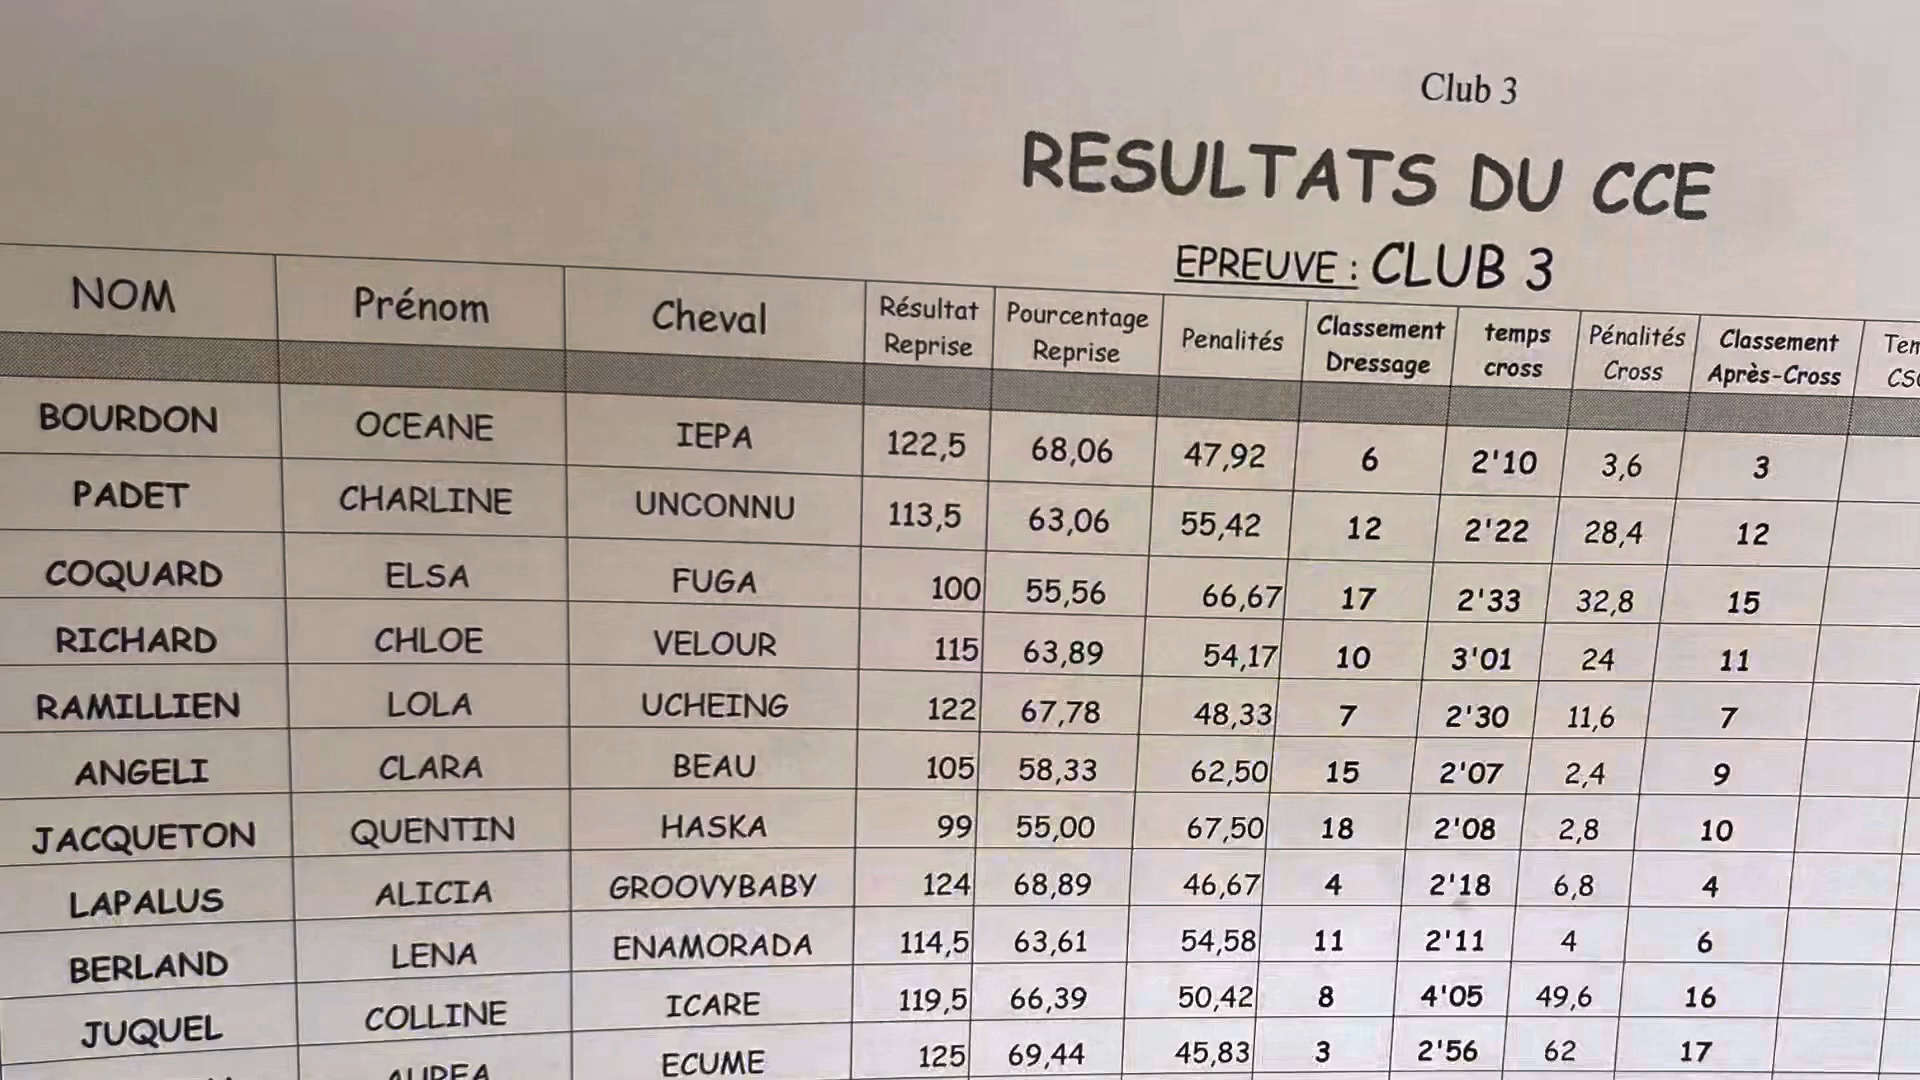 Club 3
RESULTATS DU CCE
EPREUVE : CLUB 3
NOM Prénom Cheval Résultat Reprise Pourcentage Reprise Penalités Classement Dressage temps cross Pénalités Cross Classement Après-Cross
BOURDON OCEANE IEPA 122,5 68,06 47,92 6 2'10 3,6 3
PADET CHARLINE UNCONNU 113,5 63,06 55,42 12 2'22 28,4 12
COQUARD ELSA FUGA 100 55,56 66,67 17 2'33 32,8 15
RICHARD CHLOE VELOUR 115 63,89 54,17 10 3'01 24 11
RAMILLIEN LOLA UCHEING 122 67,78 48,33 7 2'30 11,6 7
ANGELI CLARA BEAU 105 58,33 62,50 15 2'07 2,4 9
JACQUETON QUENTIN HASKA 99 55,00 67,50 18 2'08 2,8 10
LAPALUS ALICIA GROOVYBABY 124 68,89 46,67 4 2'18 6,8 4
BERLAND LENA ENAMORADA 114,5 63,61 54,58 11 2'11 4 6
JUQUEL COLLINE ICARE 119,5 66,39 50,42 8 4'05 49,6 16
ECUME 125 69,44 45,83 3 2'56 62 17